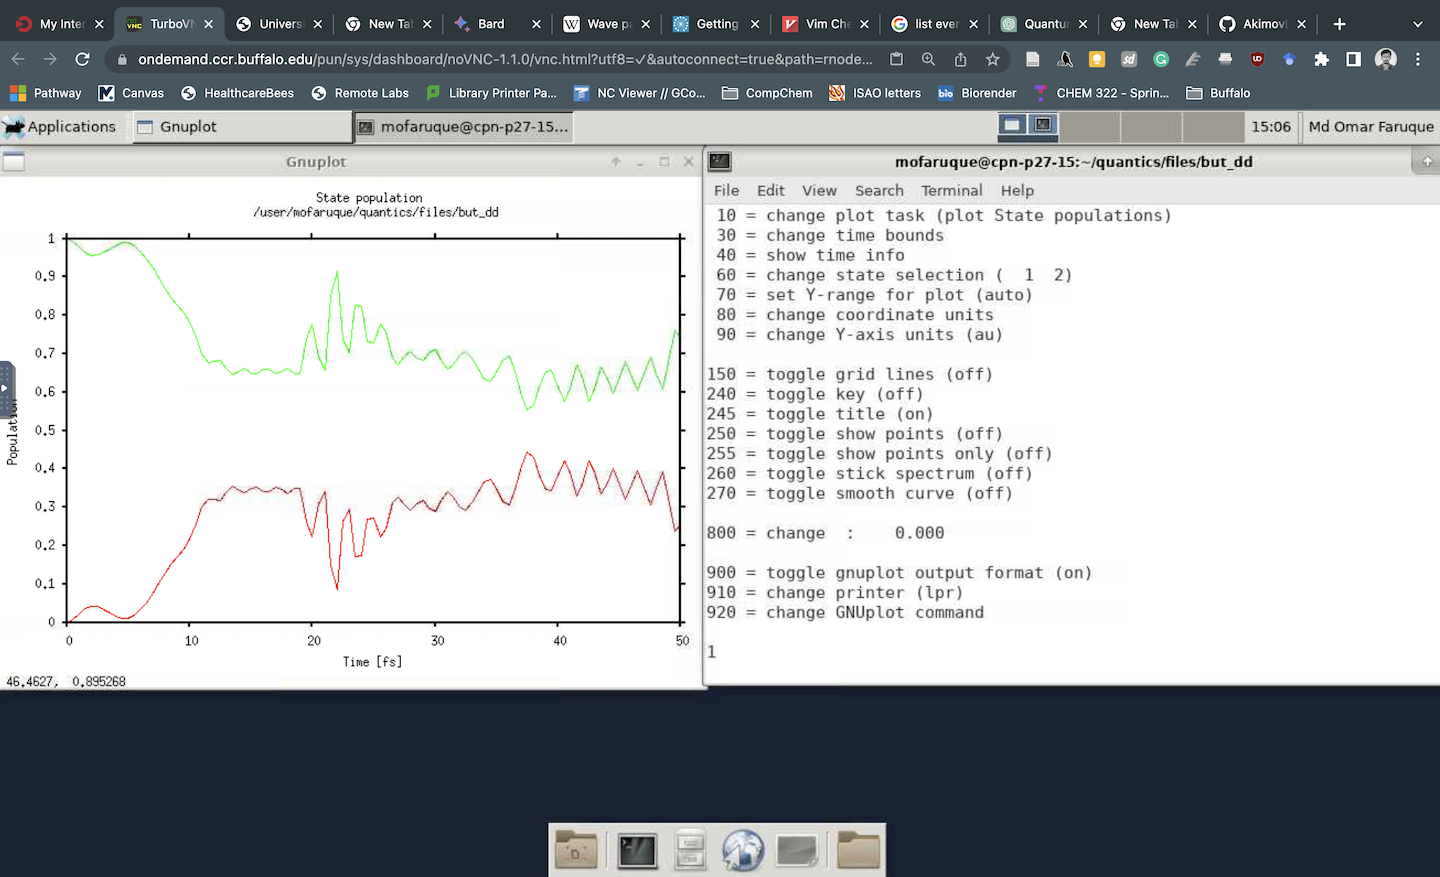 My Inter
TurboVN
Universi
New Tab
Bard
Wave pa
Getting
Vim Che
list ever
Quantur
New Tab
Akimovl
ondemand.ccr.buffalo.edu/pun/sys/dashboard/noVNC-1.1.0/vnc.html?utf8=✓&autoconnect=true&path=rnode...
Pathway
Canvas
HealthcareBees
Remote Labs
Library Printer Pa...
NC Viewer // GCo...
CompChem
ISAO letters
bio Biorender
CHEM 322 - Sprin...
Buffalo
Applications
Gnuplot
mofaruque@cpn-p27-15...
15:06
Md Omar Faruque
Gnuplot
State population
/user/mofaruque/quantics/files/but_dd
1
0.9
0.8
0.7
0.6
0.5
0.4
0.3
0.2
0.1
0
Population
0 10 20 30 40 50
Time [fs]
46.4627, 0.895268
mofaruque@cpn-p27-15:~/quantics/files/but_dd
File Edit View Search Terminal Help
10 = change plot task (plot State populations)
30 = change time bounds
40 = show time info
60 = change state selection ( 1 2)
70 = set Y-range for plot (auto)
80 = change coordinate units
90 = change Y-axis units (au)
150 = toggle grid lines (off)
240 = toggle key (off)
245 = toggle title (on)
250 = toggle show points (off)
255 = toggle show points only (off)
260 = toggle stick spectrum (off)
270 = toggle smooth curve (off)
800 = change : 0.000
900 = toggle gnuplot output format (on)
910 = change printer (lpr)
920 = change GNUplot command
1